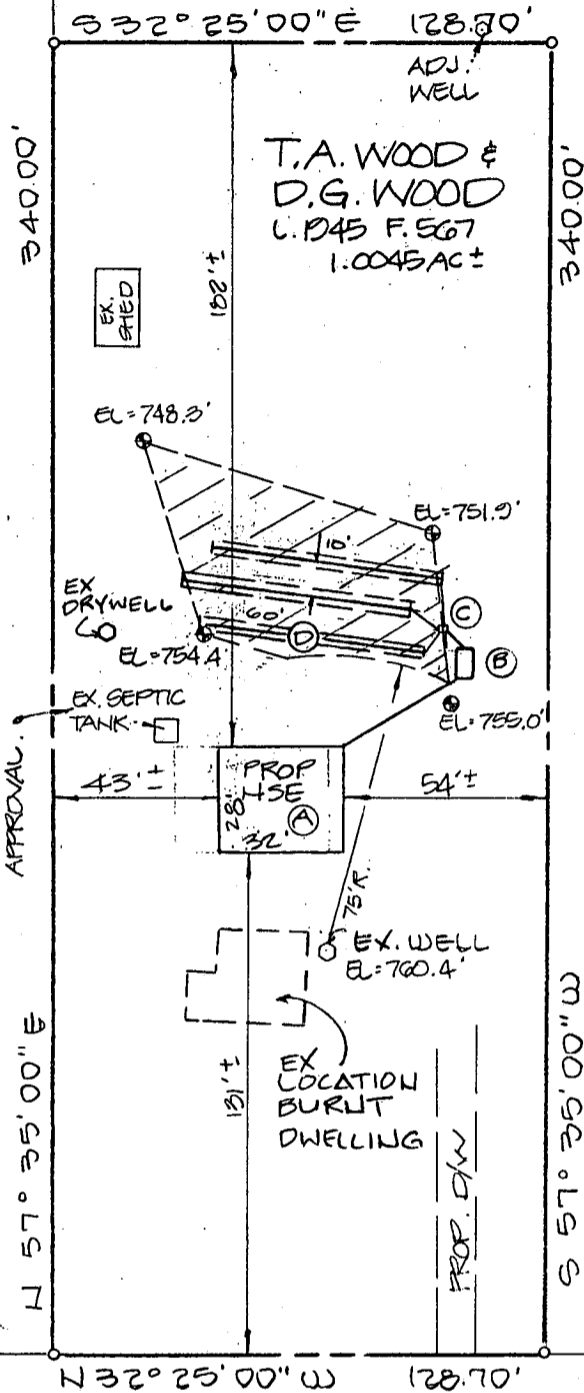 S 32° 25' 00" E 128.70'
ADJ.
WELL
340.00'
340.00'
T.A. WOOD &
D.G. WOOD
L.1945 F.567
1.0045 AC ±
182'±
EX.
SHED
EL=748.3'
EL=751.9'
10'
EX
DRYWELL
60'
C
D
B
EL=754.4
EL=755.0'
EX. SEPTIC
TANK
APPROVAL.
43'±
PROP
HSE
A
28'
32'
54'±
75'R.
EX. WELL
EL=760.4'
131'±
EX
LOCATION
BURNT
DWELLING
PROP. D/W
N 57° 35' 00" E
S 57° 35' 00" W
N 32° 25' 00" W 128.70'